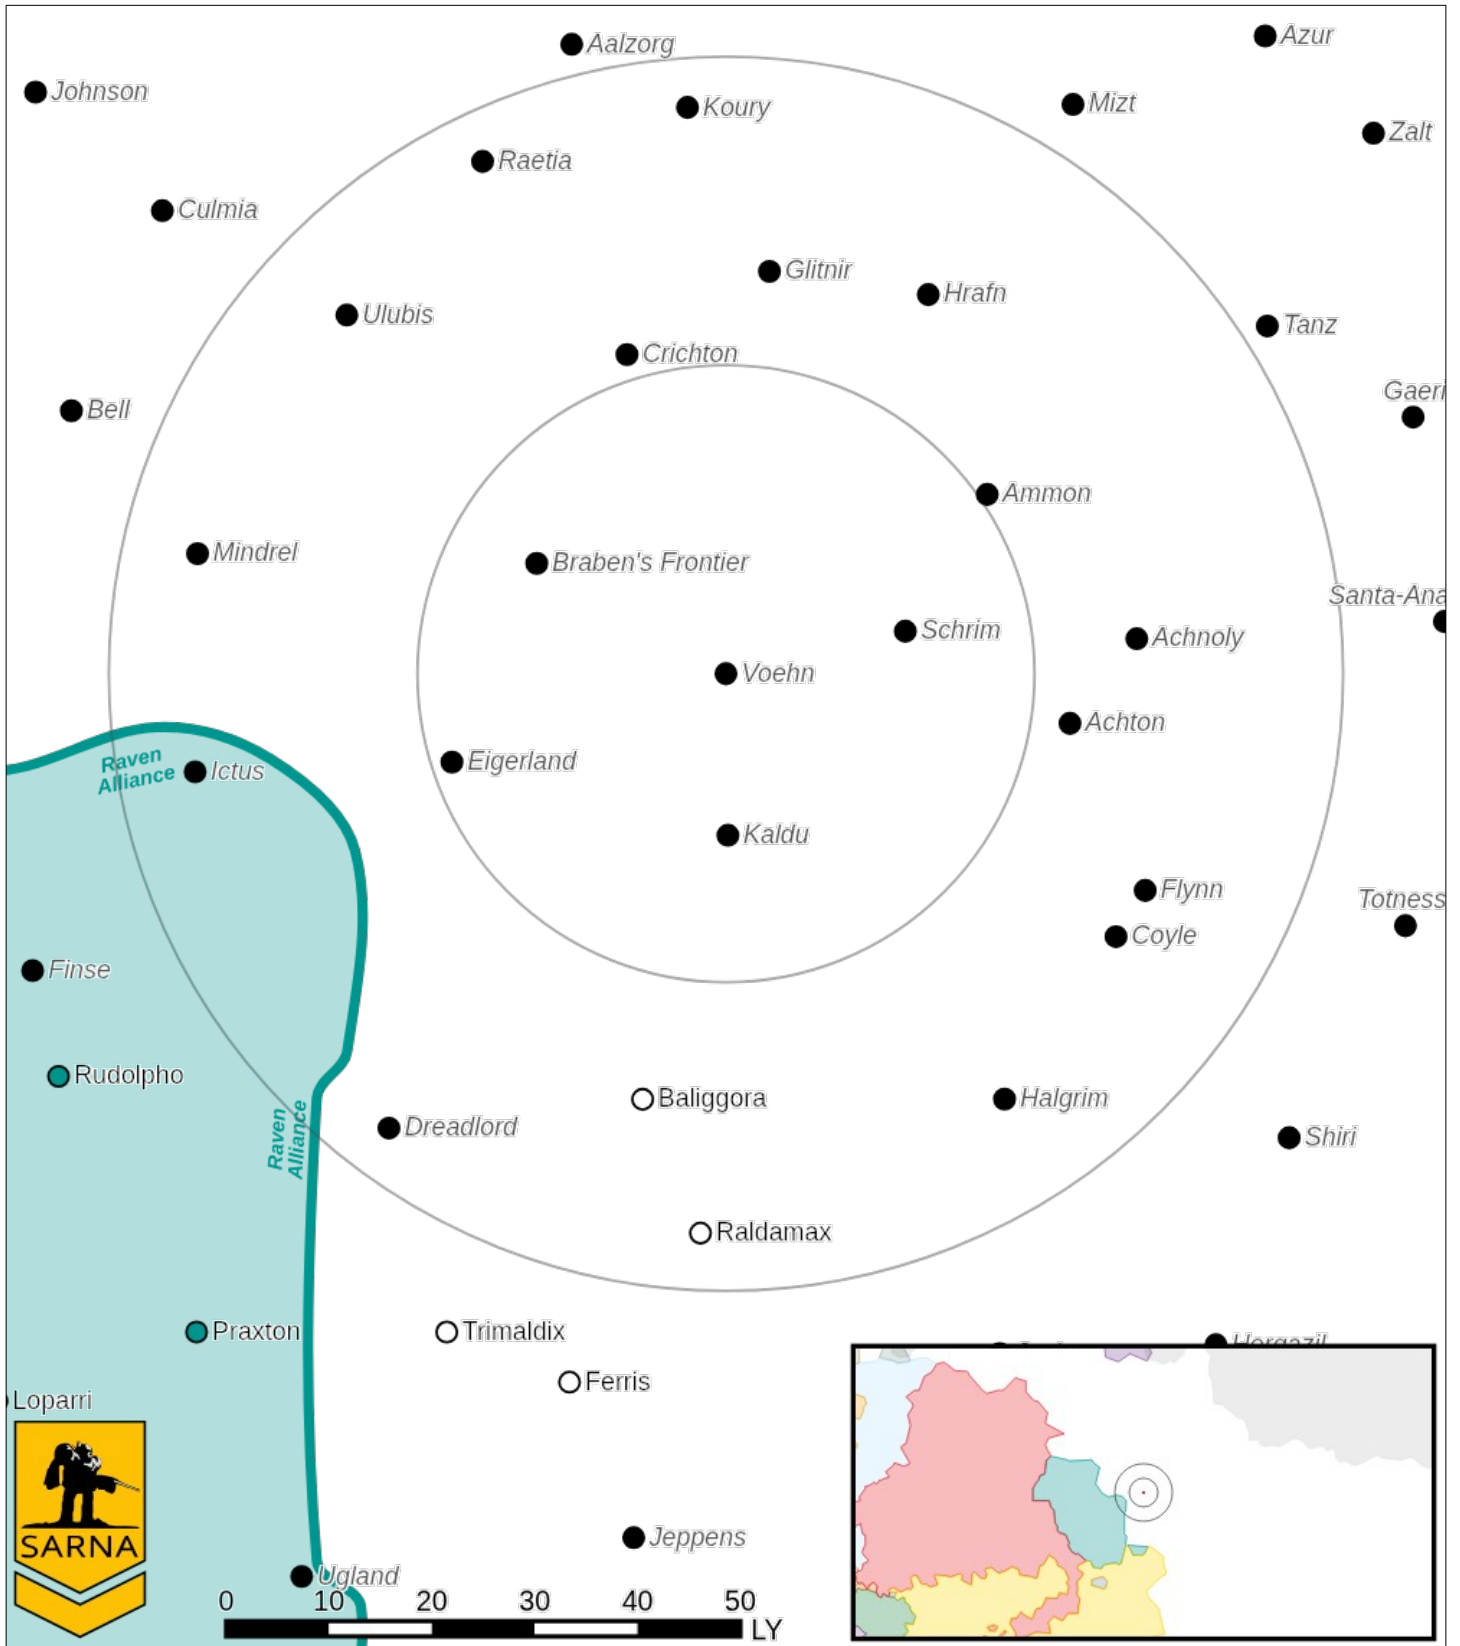 Azur
Aalzorg
Johnson
Mizt
Koury
Zalt
Raetia
Culmia
Glitnir
Hrafn
Ulubis
Tanz
Crichton
Gaeri
Bell
Ammon
Mindrel
Braben's Frontier
Santa-Ana
Schrim
Achnoly
Voehn
Achton
Raven
Alliance
Ictus
Eigerland
Kaldu
Flynn
Totness
Coyle
Finse
Rudolpho
Baliggora
Halgrim
Raven
Alliance
Dreadlord
Shiri
Raldamax
Praxton
Trimaldix
Hergazil
Ferris
Loparri
SARNA
Jeppens
Ugland
0 10 20 30 40 50
LY